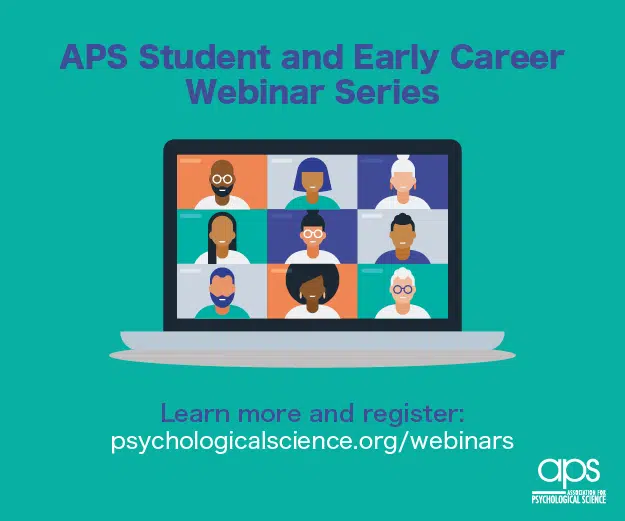 APS Student and Early Career
Webinar Series
Learn more and register:
psychologicalscience.org/webinars
aps
ASSOCIATION FOR
PSYCHOLOGICAL SCIENCE